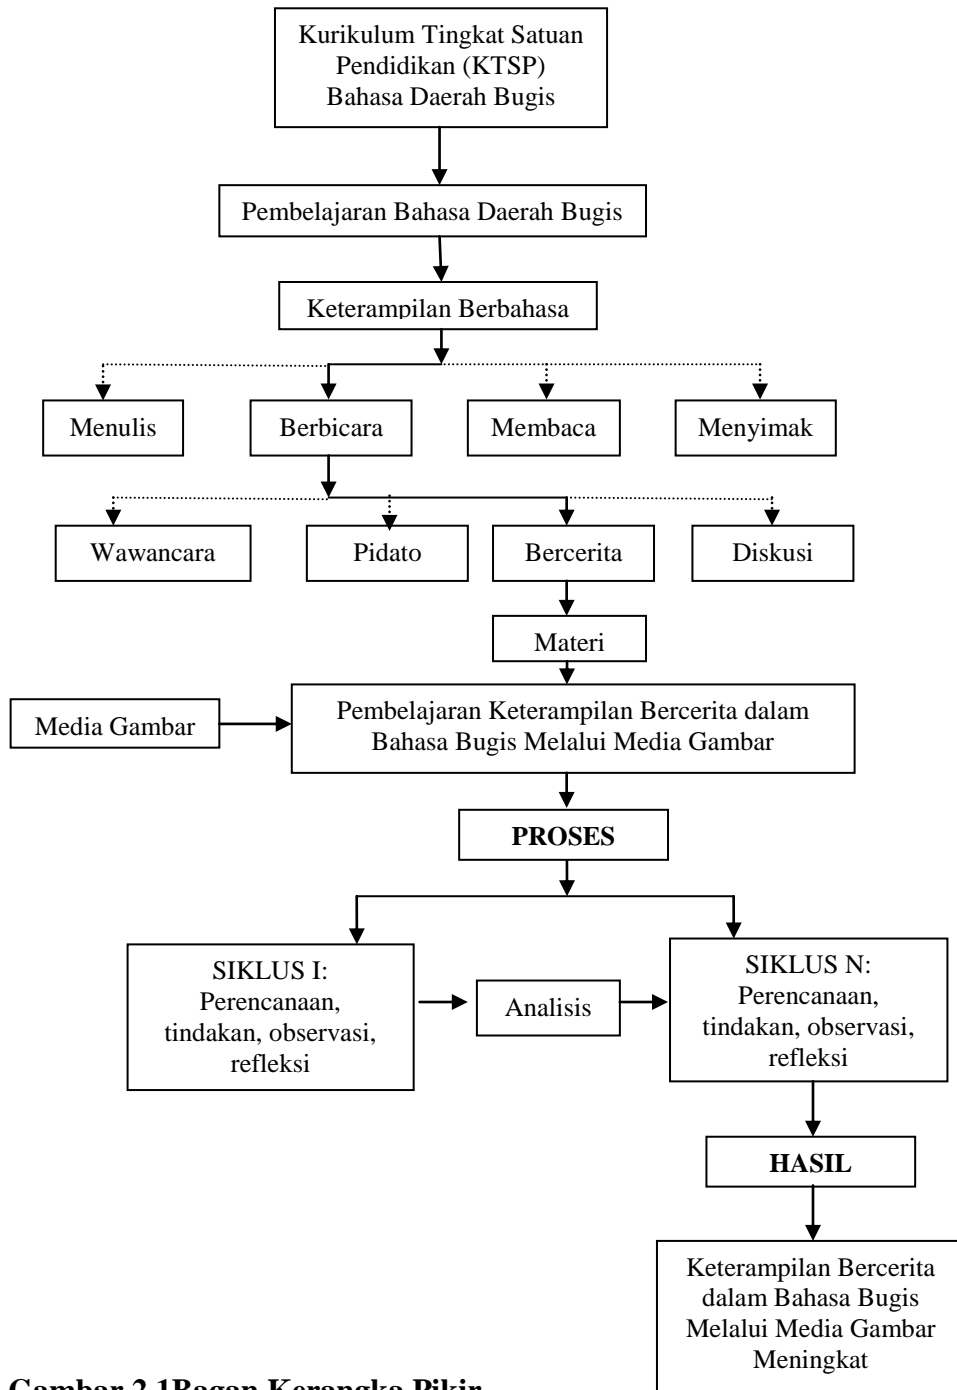 Kurikulum Tingkat Satuan
Pendidikan (KTSP)
Bahasa Daerah Bugis
Pembelajaran Bahasa Daerah Bugis
Keterampilan Berbahasa
Menulis
Berbicara
Membaca
Menyimak
Wawancara
Pidato
Bercerita
Diskusi
Materi
Media Gambar
Pembelajaran Keterampilan Bercerita dalam
Bahasa Bugis Melalui Media Gambar
PROSES
SIKLUS I:
Perencanaan,
tindakan, observasi,
refleksi
Analisis
SIKLUS N:
Perencanaan,
tindakan, observasi,
refleksi
HASIL
Keterampilan Bercerita
dalam Bahasa Bugis
Melalui Media Gambar
Meningkat
Gambar 2.1Bagan Kerangka Pikir